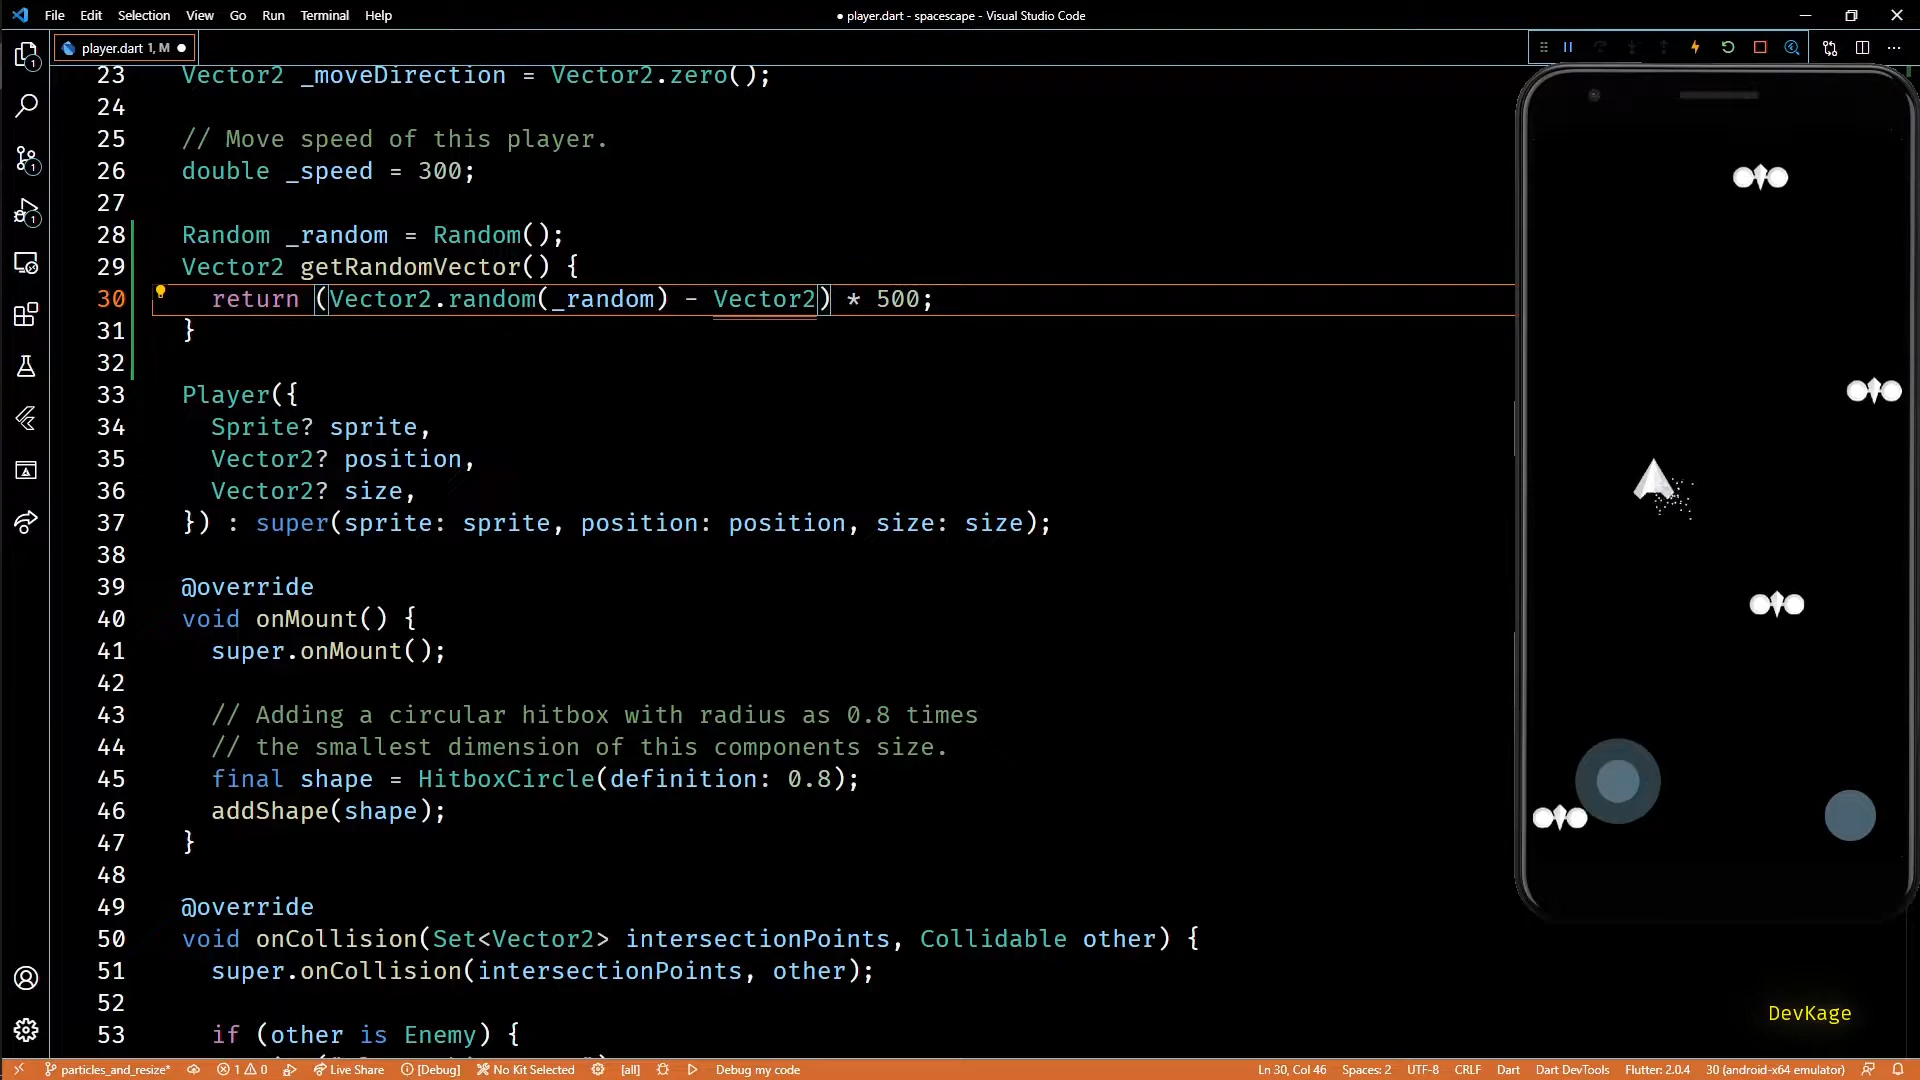 File Edit Selection View Go Run Terminal Help
● player.dart - spacescape - Visual Studio Code
player.dart 1, M ●
23 Vector2 _moveDirection = Vector2.zero();
24
25 // Move speed of this player.
26 double _speed = 300;
27
28 Random _random = Random();
29 Vector2 getRandomVector() {
30 return (Vector2.random(_random) - Vector2) * 500;
31 }
32
33 Player({
34 Sprite? sprite,
35 Vector2? position,
36 Vector2? size,
37 }) : super(sprite: sprite, position: position, size: size);
38
39 @override
40 void onMount() {
41 super.onMount();
42
43 // Adding a circular hitbox with radius as 0.8 times
44 // the smallest dimension of this components size.
45 final shape = HitboxCircle(definition: 0.8);
46 addShape(shape);
47 }
48
49 @override
50 void onCollision(Set<Vector2> intersectionPoints, Collidable other) {
51 super.onCollision(intersectionPoints, other);
52
53 if (other is Enemy) {
DevKage
particles_and_resize* 1 0 Live Share [Debug] No Kit Selected [all] Debug my code Ln 30, Col 46 Spaces: 2 UTF-8 CRLF Dart Dart DevTools Flutter: 2.0.4 30 (android-x64 emulator)